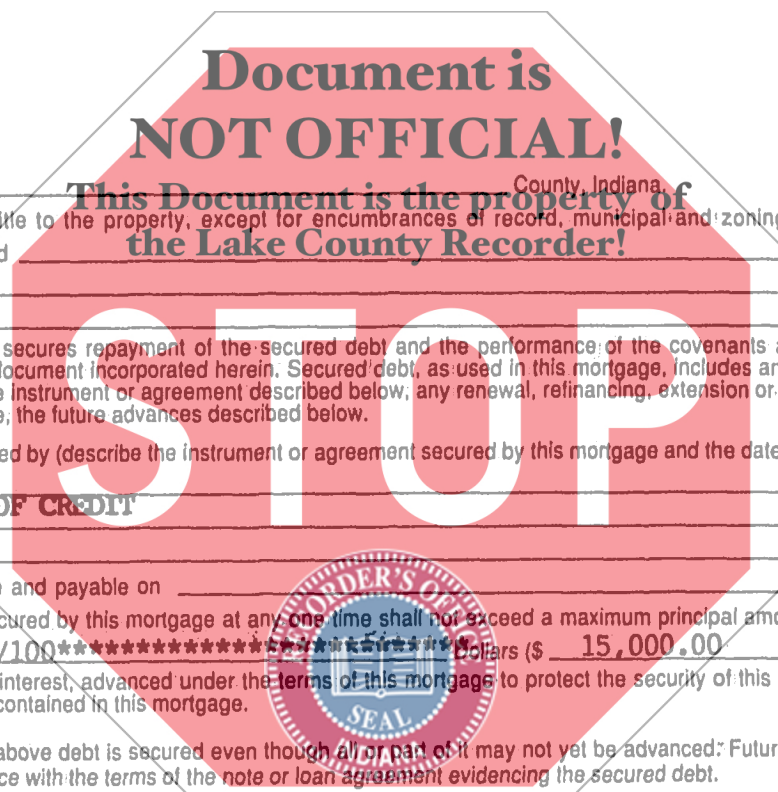 Document is
NOT OFFICIAL!
This Document is the property of
the Lake County Recorder!
County, Indiana,
itle to the property, except for encumbrances of record, municipal and zoning
d
STOP
secures repayment of the secured debt and the performance of the covenants a
document incorporated herein. Secured debt, as used in this mortgage, includes an
e instrument or agreement described below, any renewal, refinancing, extension or
e, the future advances described below.
ed by (describe the instrument or agreement secured by this mortgage and the date
OF CREDIT
e and payable on
cured by this mortgage at any one time shall not exceed a maximum principal amo
/100************************************Dollars ($ 15,000.00
interest, advanced under the terms of this mortgage to protect the security of this
contained in this mortgage.
above debt is secured even though all or part of it may not yet be advanced. Futur
ce with the terms of the note or loan agreement evidencing the secured debt.
RECORDER'S OFFICE
SEAL
INDIANA